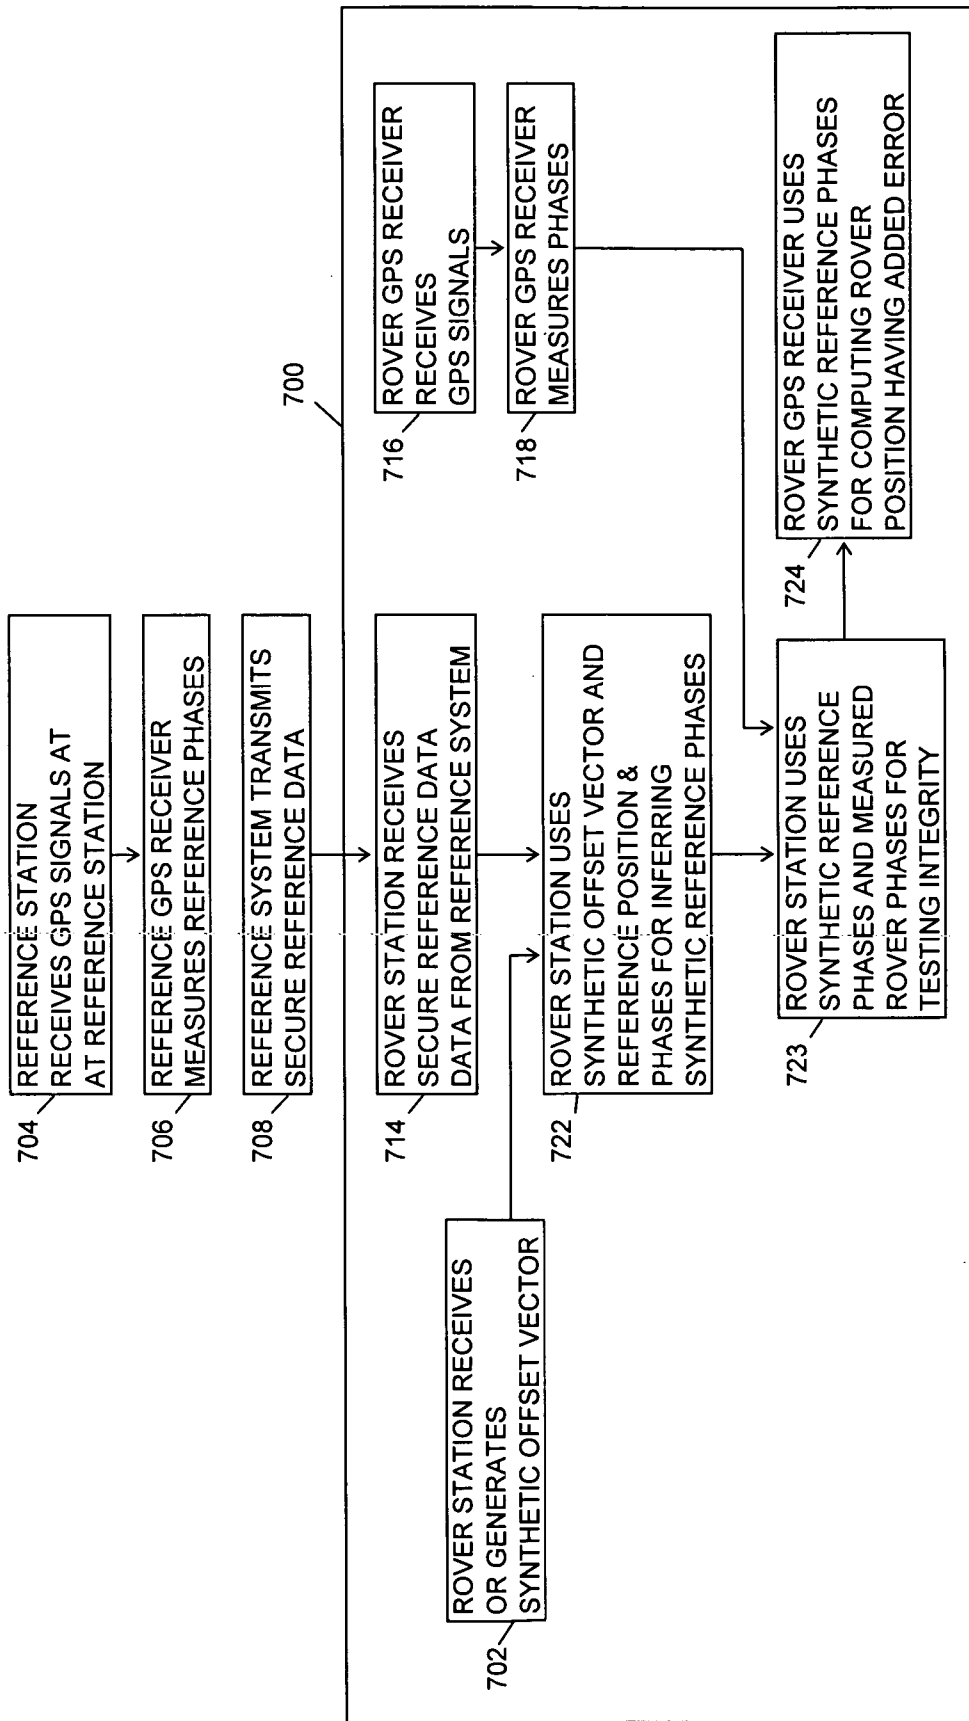 704
REFERENCE STATION
RECEIVES GPS SIGNALS AT
AT REFERENCE STATION
706
REFERENCE GPS RECEIVER
MEASURES REFERENCE PHASES
708
REFERENCE SYSTEM TRANSMITS
SECURE REFERENCE DATA
700
714
ROVER STATION RECEIVES
SECURE REFERENCE DATA
DATA FROM REFERENCE SYSTEM
716
ROVER GPS RECEIVER
RECEIVES
GPS SIGNALS
718
ROVER GPS RECEIVER
MEASURES PHASES
702
ROVER STATION RECEIVES
OR GENERATES
SYNTHETIC OFFSET VECTOR
722
ROVER STATION USES
SYNTHETIC OFFSET VECTOR AND
REFERENCE POSITION &
PHASES FOR INFERRING
SYNTHETIC REFERENCE PHASES
723
ROVER STATION USES
SYNTHETIC REFERENCE
PHASES AND MEASURED
ROVER PHASES FOR
TESTING INTEGRITY
724
ROVER GPS RECEIVER USES
SYNTHETIC REFERENCE PHASES
FOR COMPUTING ROVER
POSITION HAVING ADDED ERROR